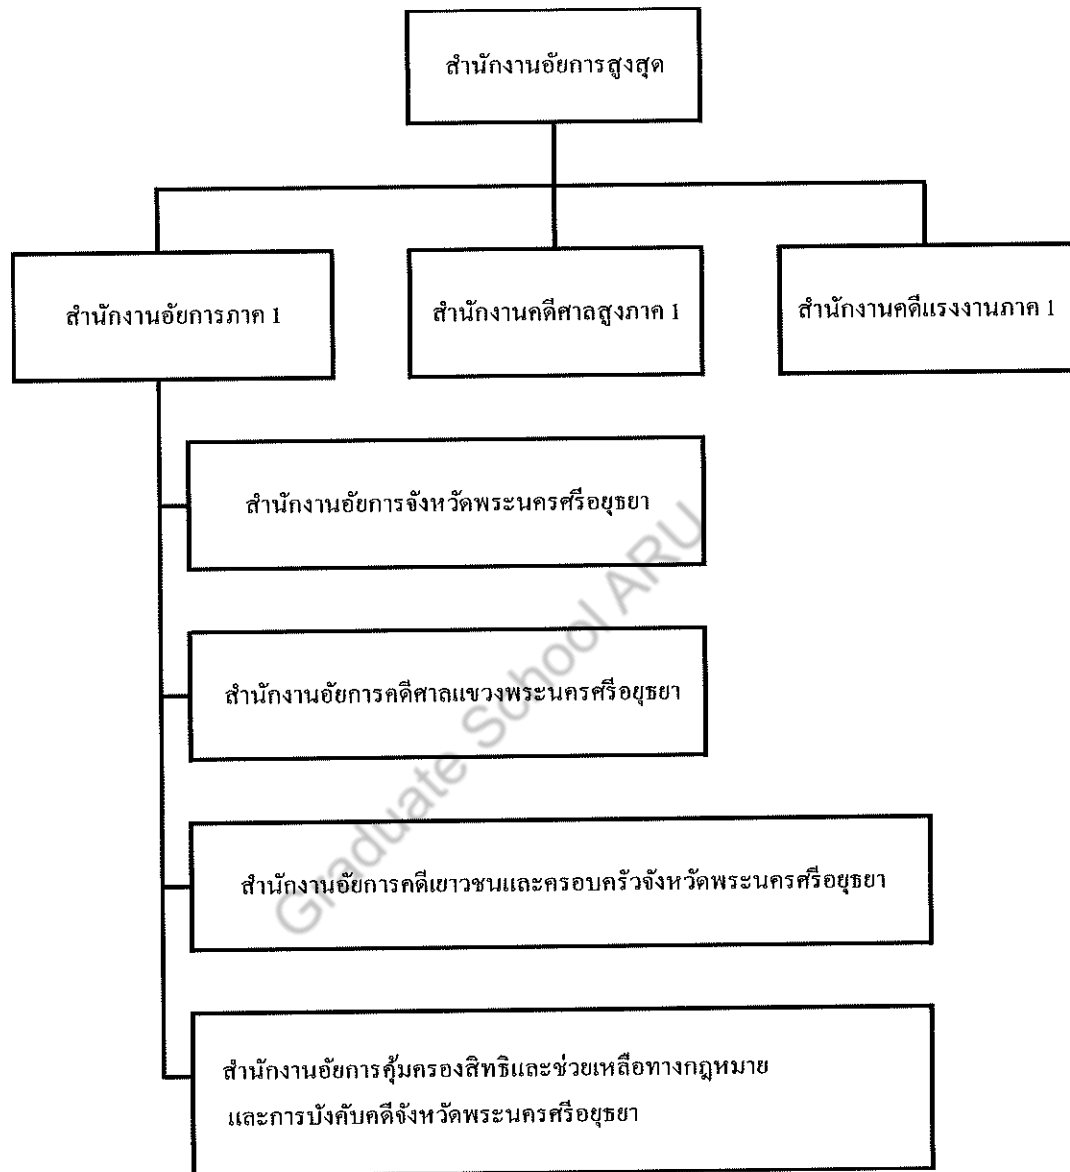 สำนักงานอัยการสูงสุด
สำนักงานอัยการภาค 1
สำนักงานคดีศาลสูงภาค 1
สำนักงานคดีแรงงานภาค 1
สำนักงานอัยการจังหวัดพระนครศรีอยุธยา
สำนักงานอัยการคดีศาลแขวงพระนครศรีอยุธยา
สำนักงานอัยการคดีเยาวชนและครอบครัวจังหวัดพระนครศรีอยุธยา
สำนักงานอัยการคุ้มครองสิทธิและช่วยเหลือทางกฎหมาย
และการบังคับคดีจังหวัดพระนครศรีอยุธยา
Graduate School ARU